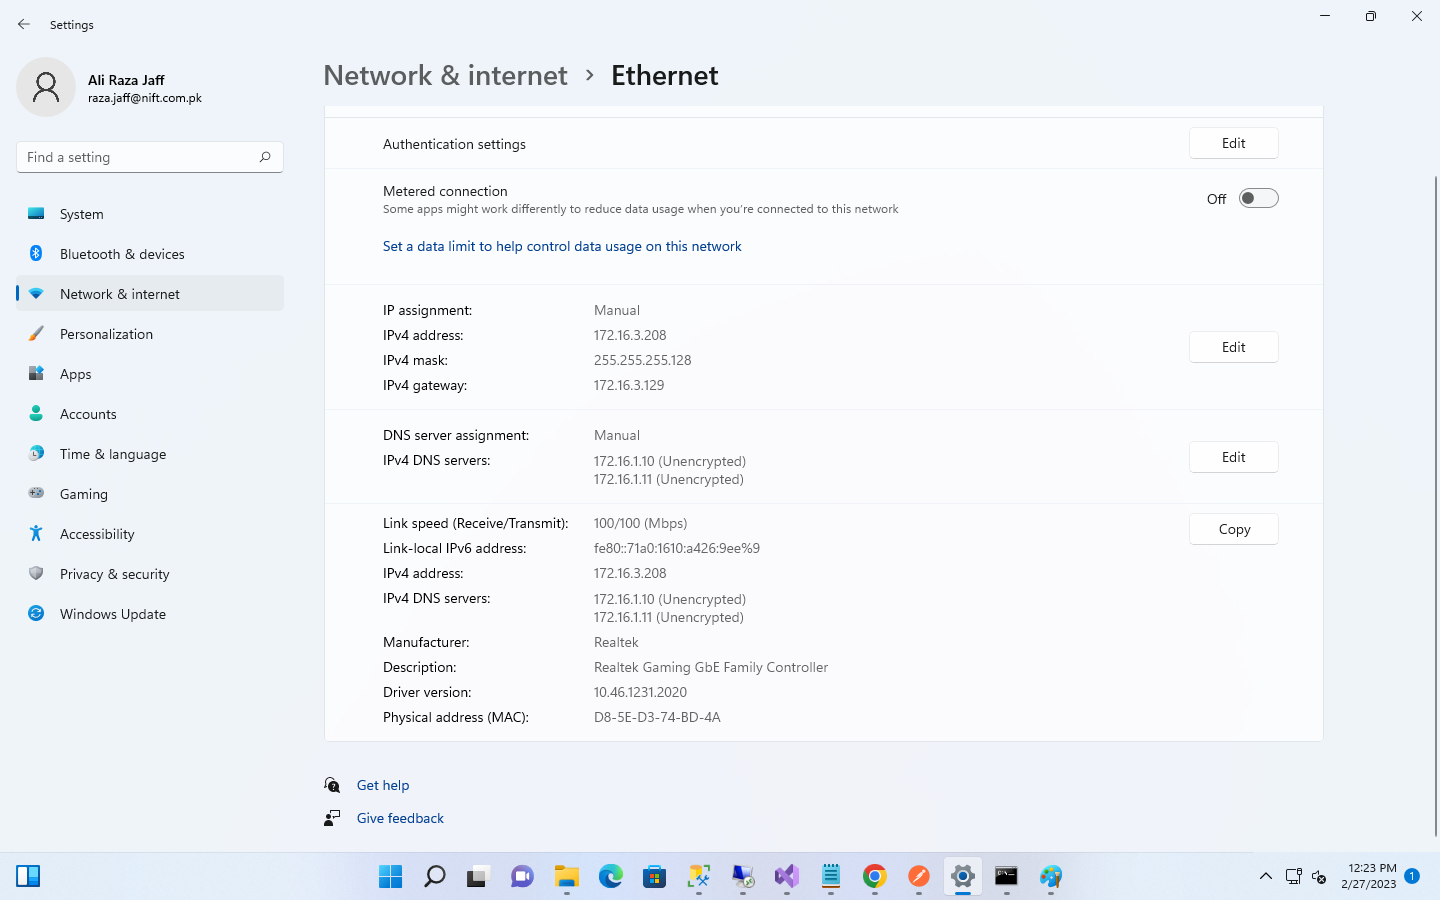 Settings
Ali Raza Jaff
raza.jaff@nift.com.pk
Find a setting
System
Bluetooth & devices
Network & internet
Personalization
Apps
Accounts
Time & language
Gaming
Accessibility
Privacy & security
Windows Update
Network & internet > Ethernet
Authentication settings Edit
Metered connection
Some apps might work differently to reduce data usage when you're connected to this network
Off
Set a data limit to help control data usage on this network
IP assignment: Manual
IPv4 address: 172.16.3.208
IPv4 mask: 255.255.255.128
IPv4 gateway: 172.16.3.129
Edit
DNS server assignment: Manual
IPv4 DNS servers: 172.16.1.10 (Unencrypted)
172.16.1.11 (Unencrypted)
Edit
Link speed (Receive/Transmit): 100/100 (Mbps)
Copy
Link-local IPv6 address: fe80::71a0:1610:a426:9ee%9
IPv4 address: 172.16.3.208
IPv4 DNS servers: 172.16.1.10 (Unencrypted)
172.16.1.11 (Unencrypted)
Manufacturer: Realtek
Description: Realtek Gaming GbE Family Controller
Driver version: 10.46.1231.2020
Physical address (MAC): D8-5E-D3-74-BD-4A
Get help
Give feedback
12:23 PM
2/27/2023
1